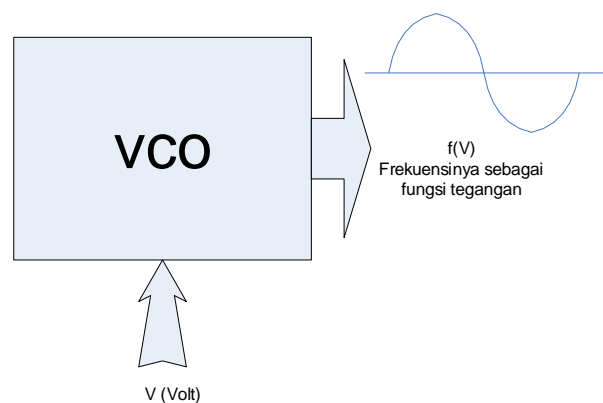 VCO
f(V)
Frekuensinya sebagai
fungsi tegangan
V (Volt)